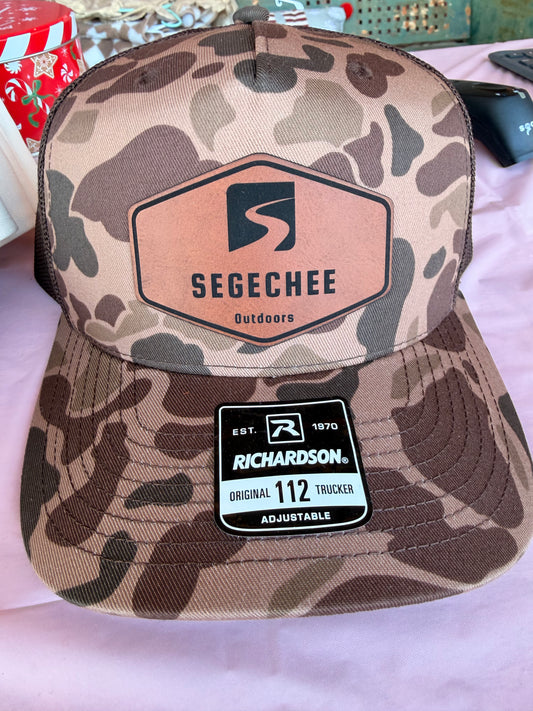 SEGECHEE
Outdoors
EST. R 1970
RICHARDSON®
ORIGINAL 112 TRUCKER
ADJUSTABLE